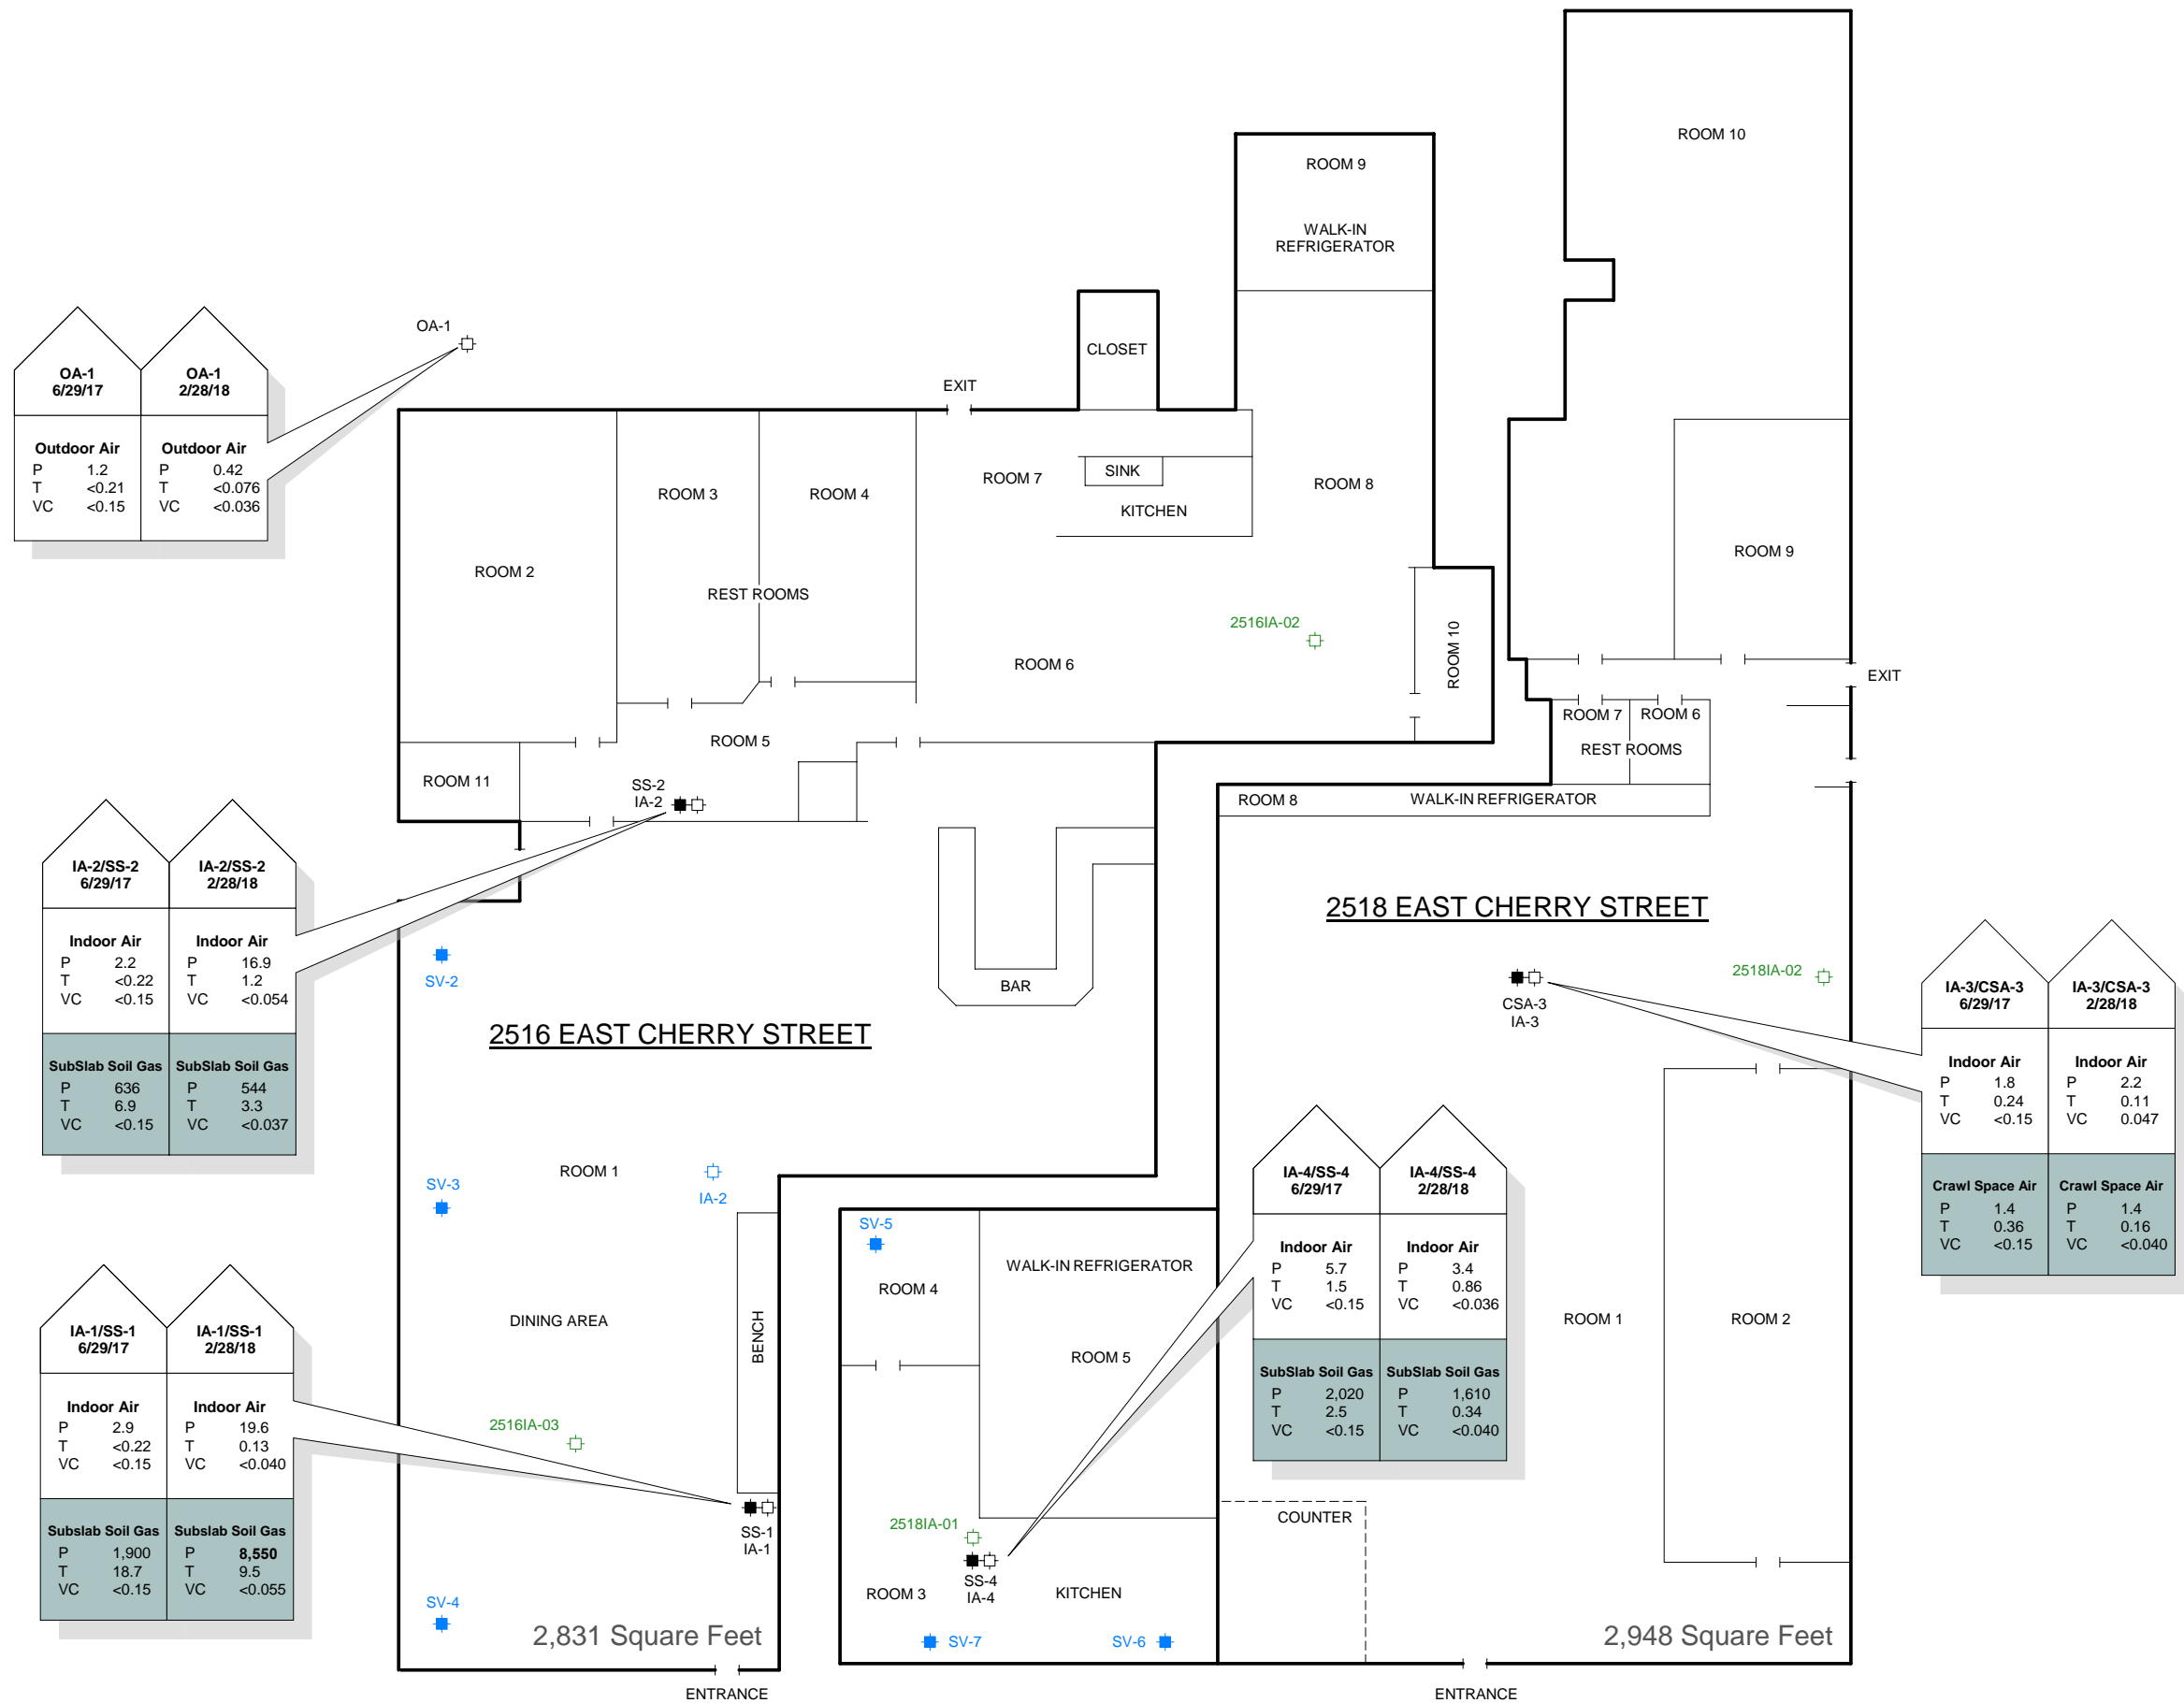 ROOM 10
ROOM 9
WALK-IN
REFRIGERATOR
OA-1
CLOSET
OA-1
6/29/17
OA-1
2/28/18
Outdoor Air
P 1.2
T <0.21
VC <0.15
Outdoor Air
P 0.42
T <0.076
VC <0.036
EXIT
SINK
KITCHEN
ROOM 7
ROOM 8
ROOM 3
ROOM 4
ROOM 2
REST ROOMS
ROOM 9
2516IA-02
ROOM 10
ROOM 6
EXIT
ROOM 5
ROOM 7
ROOM 6
REST ROOMS
ROOM 11
SS-2
IA-2
ROOM 8
WALK-IN REFRIGERATOR
IA-2/SS-2
6/29/17
IA-2/SS-2
2/28/18
Indoor Air
P 2.2
T <0.22
VC <0.15
Indoor Air
P 16.9
T 1.2
VC <0.054
SubSlab Soil Gas
P 636
T 6.9
VC <0.15
SubSlab Soil Gas
P 544
T 3.3
VC <0.037
2518 EAST CHERRY STREET
SV-2
BAR
2516 EAST CHERRY STREET
2518IA-02
CSA-3
IA-3
IA-3/CSA-3
6/29/17
IA-3/CSA-3
2/28/18
Indoor Air
P 1.8
T 0.24
VC <0.15
Indoor Air
P 2.2
T 0.11
VC 0.047
Crawl Space Air
P 1.4
T 0.36
VC <0.15
Crawl Space Air
P 1.4
T 0.16
VC <0.040
SV-3
ROOM 1
IA-2
SV-5
WALK-IN REFRIGERATOR
ROOM 4
IA-4/SS-4
6/29/17
IA-4/SS-4
2/28/18
Indoor Air
P 5.7
T 1.5
VC <0.15
Indoor Air
P 3.4
T 0.86
VC <0.036
SubSlab Soil Gas
P 2,020
T 2.5
VC <0.15
SubSlab Soil Gas
P 1,610
T 0.34
VC <0.040
DINING AREA
BENCH
ROOM 5
ROOM 1
ROOM 2
IA-1/SS-1
6/29/17
IA-1/SS-1
2/28/18
Indoor Air
P 2.9
T <0.22
VC <0.15
Indoor Air
P 19.6
T 0.13
VC <0.040
Subslab Soil Gas
P 1,900
T 18.7
VC <0.15
Subslab Soil Gas
P 8,550
T 9.5
VC <0.055
2516IA-03
SS-1
IA-1
2518IA-01
COUNTER
SS-4
IA-4
ROOM 3
KITCHEN
SV-4
2,831 Square Feet
SV-7
SV-6
2,948 Square Feet
ENTRANCE
ENTRANCE